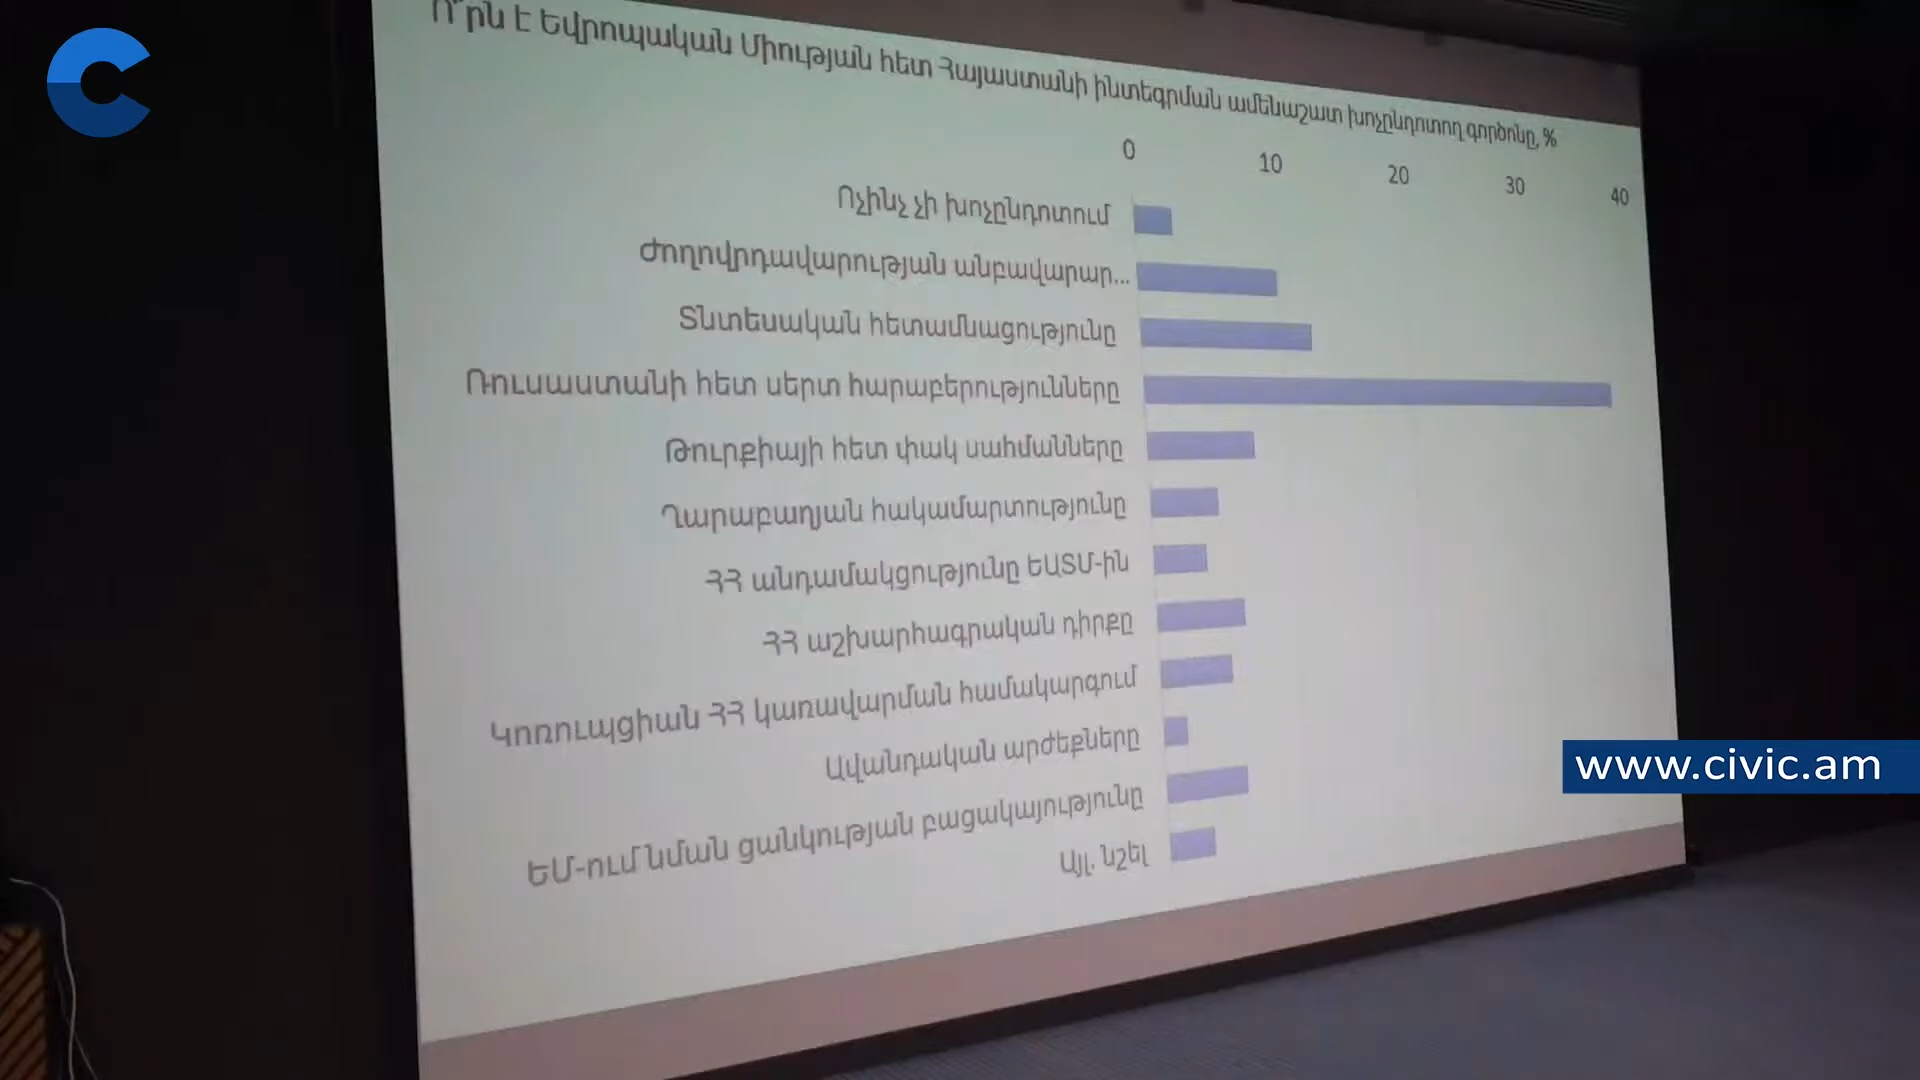 Ո՞րն է Եվրոպական Միության հետ Հայաստանի ինտեգրման ամենաշատ խոչընդոտող գործոնը, %
0 10 20 30 40
Ոչինչ չի խոչընդոտում
Ժողովրդավարության անբավարար...
Տնտեսական հետամնացությունը
Ռուսաստանի հետ սերտ հարաբերությունները
Թուրքիայի հետ փակ սահմանները
Ղարաբաղյան հակամարտությունը
ՀՀ անդամակցությունը ԵԱՏՄ-ին
ՀՀ աշխարհագրական դիրքը
Կոռուպցիան ՀՀ կառավարման համակարգում
Ավանդական արժեքները
ԵՄ-ում նման ցանկության բացակայությունը
Այլ. նշել
www.civic.am